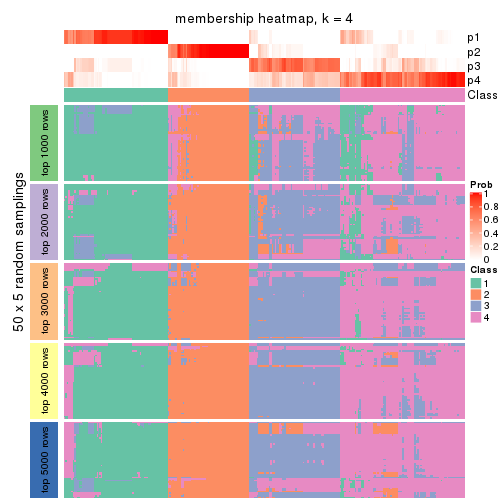 membership heatmap, k = 4
p1
p2
p3
p4
Class
50 x 5 random samplings
top 1000 rows
top 2000 rows
top 3000 rows
top 4000 rows
top 5000 rows
Prob
1
0.8
0.6
0.4
0.2
0
Class
1
2
3
4